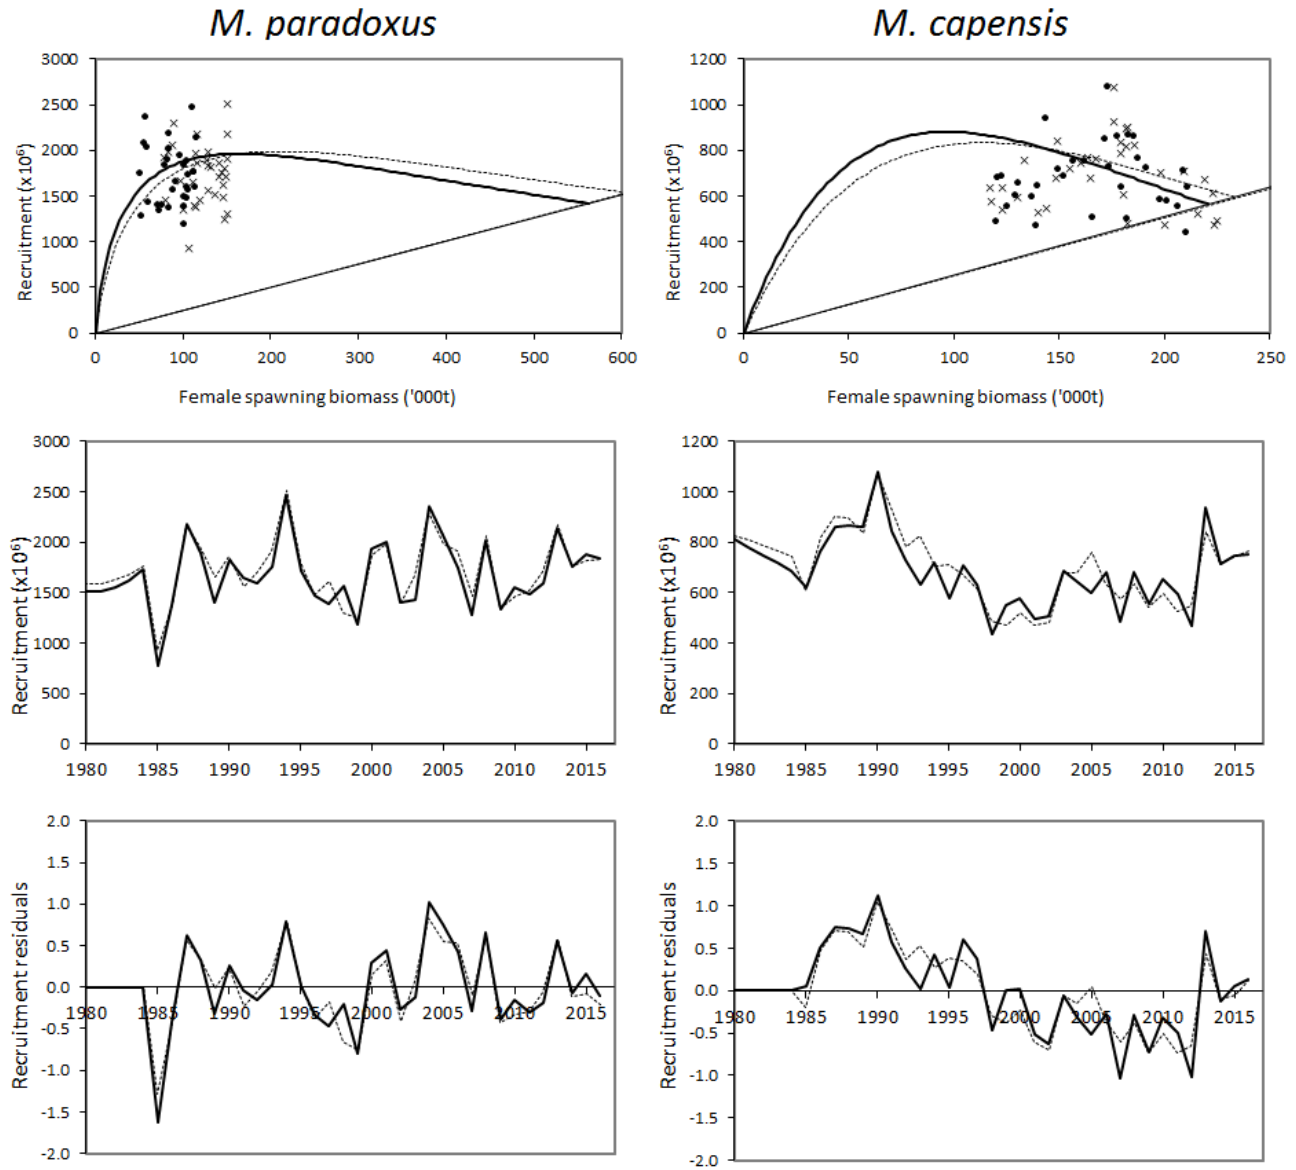 M. paradoxus
M. capensis
3000
2500
2000
1500
1000
500
0
Recruitment (x10⁶)
0 100 200 300 400 500 600
Female spawning biomass ('000t)
1200
1000
800
600
400
200
0
Recruitment (x10⁶)
0 50 100 150 200 250
Female spawning biomass ('000t)
3000
2500
2000
1500
1000
500
0
Recruitment (x10⁶)
1980 1985 1990 1995 2000 2005 2010 2015
1200
1000
800
600
400
200
0
Recruitment (x10⁶)
1980 1985 1990 1995 2000 2005 2010 2015
2.0
1.5
1.0
0.5
0.0
-0.5
-1.0
-1.5
-2.0
Recruitment residuals
1980 1985 1990 1995 2000 2005 2010 2015
2.0
1.5
1.0
0.5
0.0
-0.5
-1.0
-1.5
-2.0
Recruitment residuals
1980 1985 1990 1995 2000 2005 2010 2015